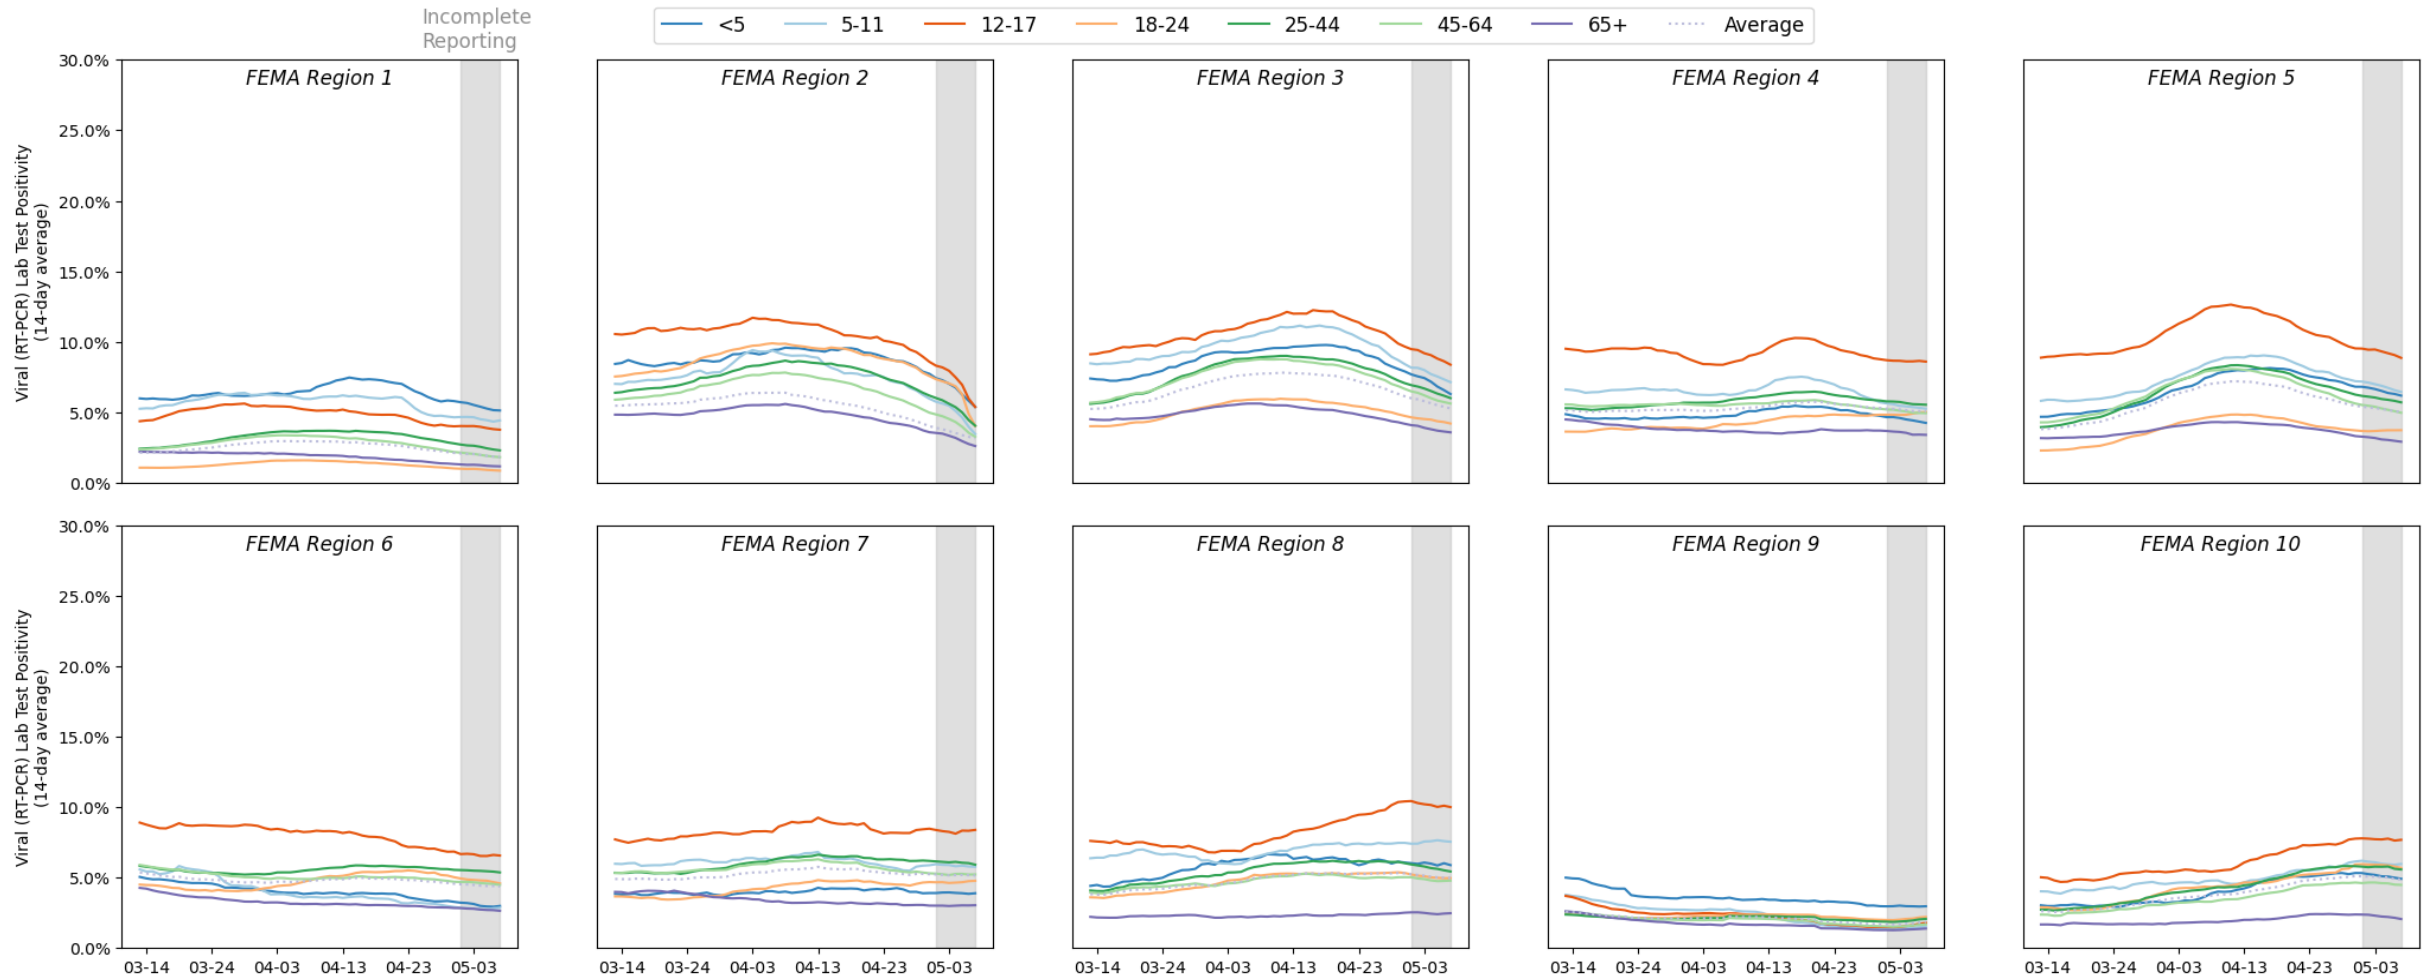 Incomplete
Reporting
<5 5-11 12-17 18-24 25-44 45-64 65+ Average
Viral (RT-PCR) Lab Test Positivity
(14-day average)
30.0%
25.0%
20.0%
15.0%
10.0%
5.0%
0.0%
FEMA Region 1
FEMA Region 2
FEMA Region 3
FEMA Region 4
FEMA Region 5
Viral (RT-PCR) Lab Test Positivity
(14-day average)
30.0%
25.0%
20.0%
15.0%
10.0%
5.0%
0.0%
FEMA Region 6
FEMA Region 7
FEMA Region 8
FEMA Region 9
FEMA Region 10
03-14 03-24 04-03 04-13 04-23 05-03
03-14 03-24 04-03 04-13 04-23 05-03
03-14 03-24 04-03 04-13 04-23 05-03
03-14 03-24 04-03 04-13 04-23 05-03
03-14 03-24 04-03 04-13 04-23 05-03